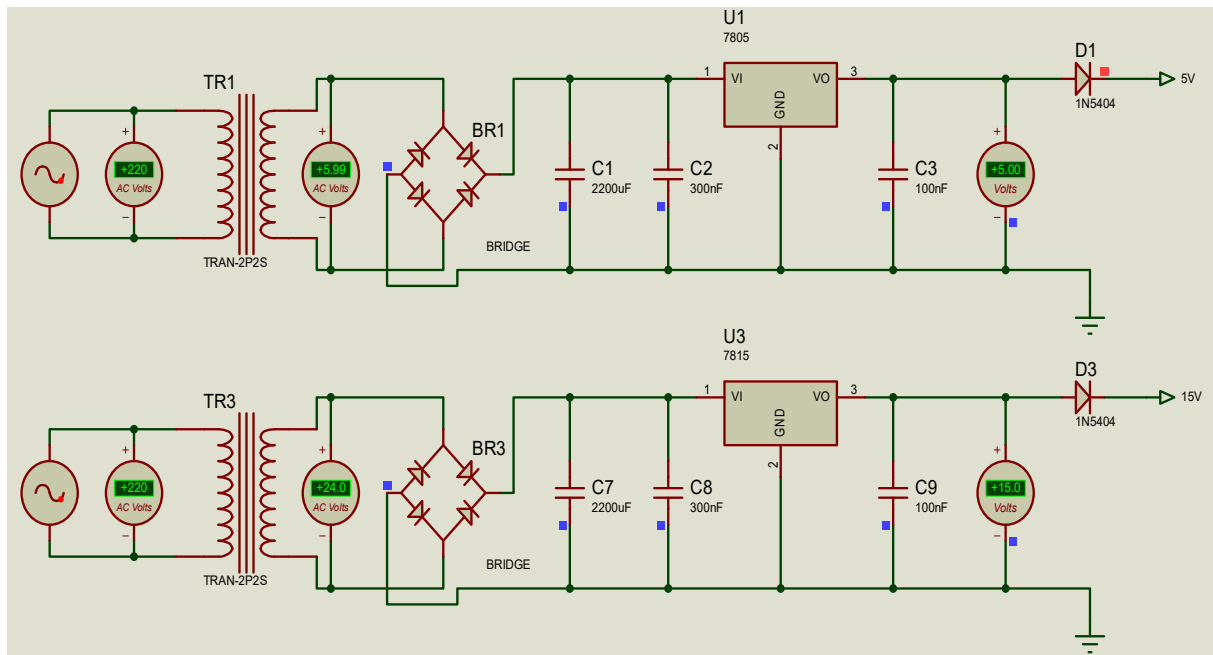 U1
7805
TR1
+220
AC Volts
+
−
TRAN-2P2S
+5.99
AC Volts
+
−
BR1
BRIDGE
C1
2200uF
C2
300nF
1
VI
VO
3
GND
2
C3
100nF
+
+5.00
Volts
−
D1
1N5404
5V
U3
7815
TR3
+220
AC Volts
+
−
TRAN-2P2S
+24.0
AC Volts
+
−
BR3
BRIDGE
C7
2200uF
C8
300nF
1
VI
VO
3
GND
2
C9
100nF
+
+15.0
Volts
−
D3
1N5404
15V